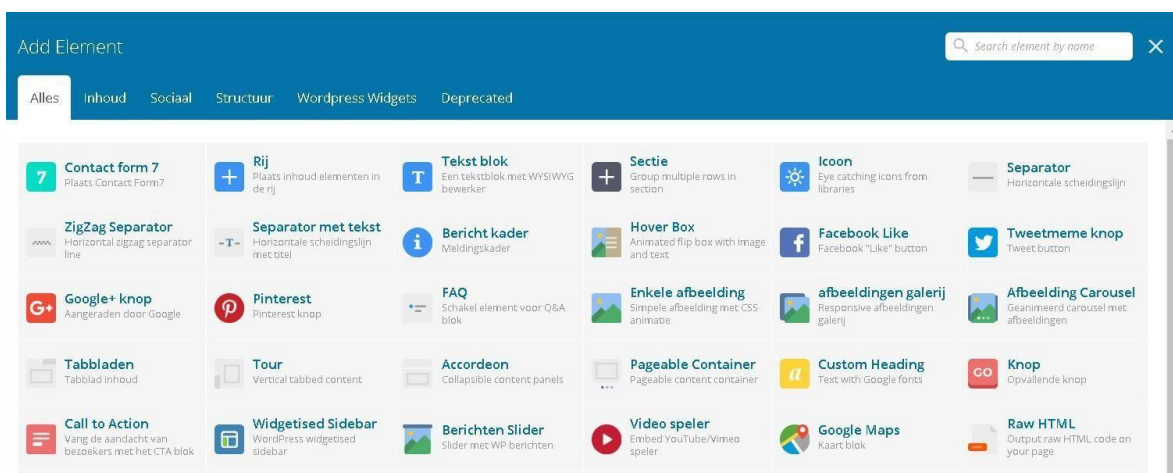 Add Element
Search element by name
Alles
Inhoud
Sociaal
Structuur
Wordpress Widgets
Deprecated
7
Contact form 7
Plaats Contact Form7
Rij
Plaats inhoud elementen in
de rij
T
Tekst blok
Een tekstblok met WYSIWYG
bewerker
Sectie
Group multiple rows in
section
Icoon
Eye catching icons from
libraries
Separator
Horizontale scheidingslijn
ZigZag Separator
Horizontal zigzag separator
line
-T-
Separator met tekst
Horizontale scheidingslijn
met titel
i
Bericht kader
Meldingskader
Hover Box
Animated flip box with image
and text
f
Facebook Like
Facebook "Like" button
Tweetmeme knop
Tweet button
G+
Google+ knop
Aangeraden door Google
Pinterest
Pinterest knop
FAQ
Schakel element voor Q&A
blok
Enkele afbeelding
Simpele afbeelding met CSS
animatie
afbeeldingen galerij
Responsive afbeeldingen
galerij
Afbeelding Carousel
Geanimeerd carousel met
afbeeldingen
Tabbladen
Tabblad inhoud
Tour
Vertical tabbed content
Accordeon
Collapsible content panels
Pageable Container
Pageable content container
a
Custom Heading
Text with Google fonts
GO
Knop
Opvallende knop
Call to Action
Vang de aandacht van
bezoekers met het CTA blok
Widgetised Sidebar
WordPress widgetised
sidebar
Berichten Slider
Slider met WP berichten
Video speler
Embed YouTube/Vimeo
speler
Google Maps
Kaart blok
Raw HTML
Output raw HTML code on
your page